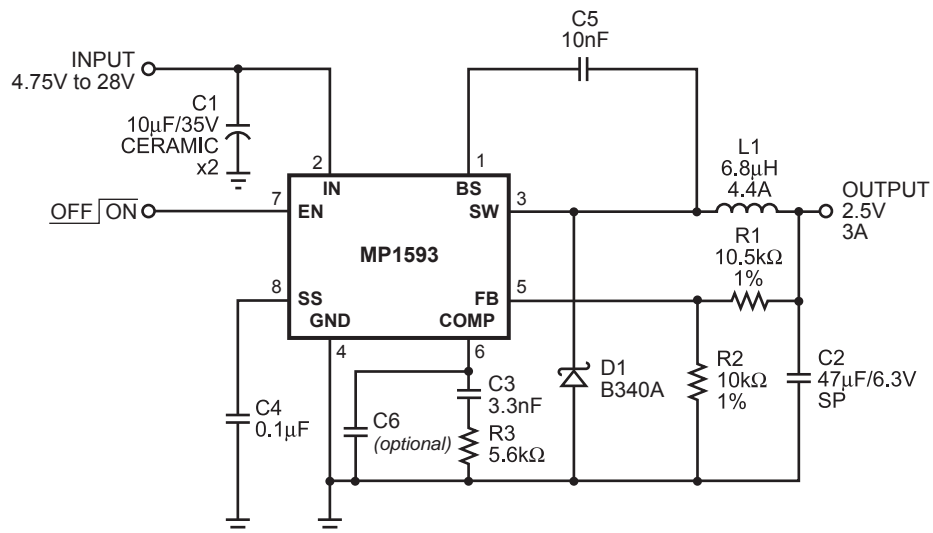 C5
10nF
INPUT
4.75V to 28V
C1
10µF/35V
CERAMIC
x2
2
1
IN
BS
L1
6.8µH
4.4A
7
EN
SW
3
OFF ON
OUTPUT
2.5V
3A
MP1593
R1
10.5kΩ
1%
8
SS
FB
5
GND
COMP
4
6
C4
0.1µF
C6
(optional)
C3
3.3nF
R3
5.6kΩ
D1
B340A
R2
10kΩ
1%
C2
47µF/6.3V
SP